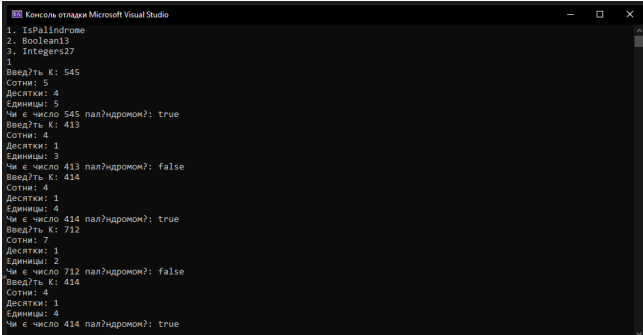 Консоль отладки Microsoft Visual Studio
1. IsPalindrome
2. Boolean13
3. Integers27
1
Введ?ть К: 545
Сотни: 5
Десятки: 4
Единицы: 5
Чи є число 545 пал?ндромом?: true
Введ?ть К: 413
Сотни: 4
Десятки: 1
Единицы: 3
Чи є число 413 пал?ндромом?: false
Введ?ть К: 414
Сотни: 4
Десятки: 1
Единицы: 4
Чи є число 414 пал?ндромом?: true
Введ?ть К: 712
Сотни: 7
Десятки: 1
Единицы: 2
Чи є число 712 пал?ндромом?: false
Введ?ть К: 414
Сотни: 4
Десятки: 1
Единицы: 4
Чи є число 414 пал?ндромом?: true